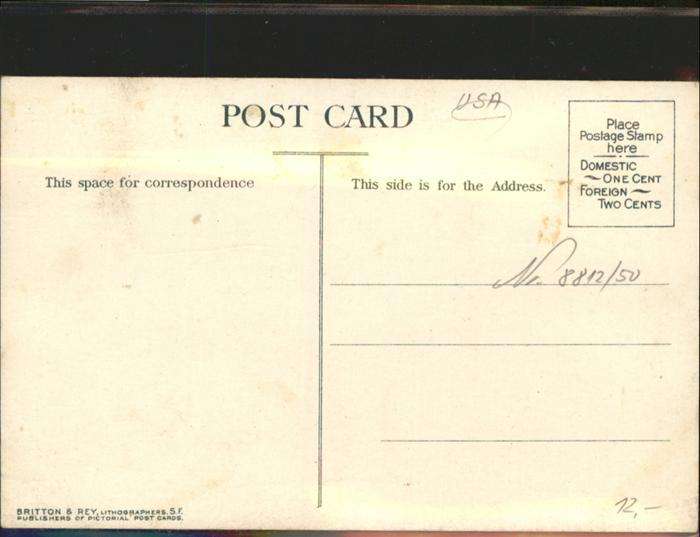 POST CARD
USA
Place
Postage Stamp
here
DOMESTIC
ONE CENT
FOREIGN
TWO CENTS
This space for correspondence
This side is for the Address.
No. 8812/50
BRITTON & REY, LITHOGRAPHERS. S.F.
PUBLISHERS OF PICTORIAL POST CARDS.
12,-